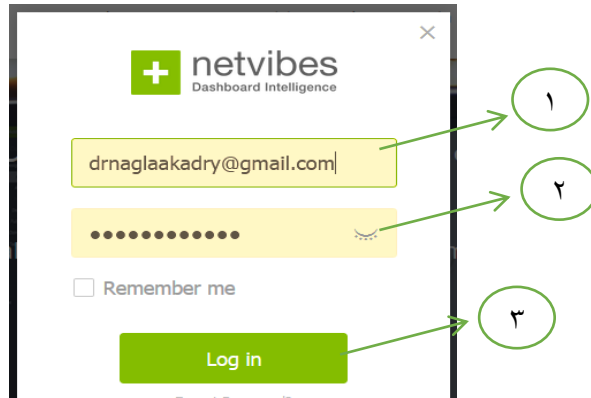 netvibes
Dashboard Intelligence
١
drnaglaakadry@gmail.com
٢
••••••••••••
Remember me
٣
Log in